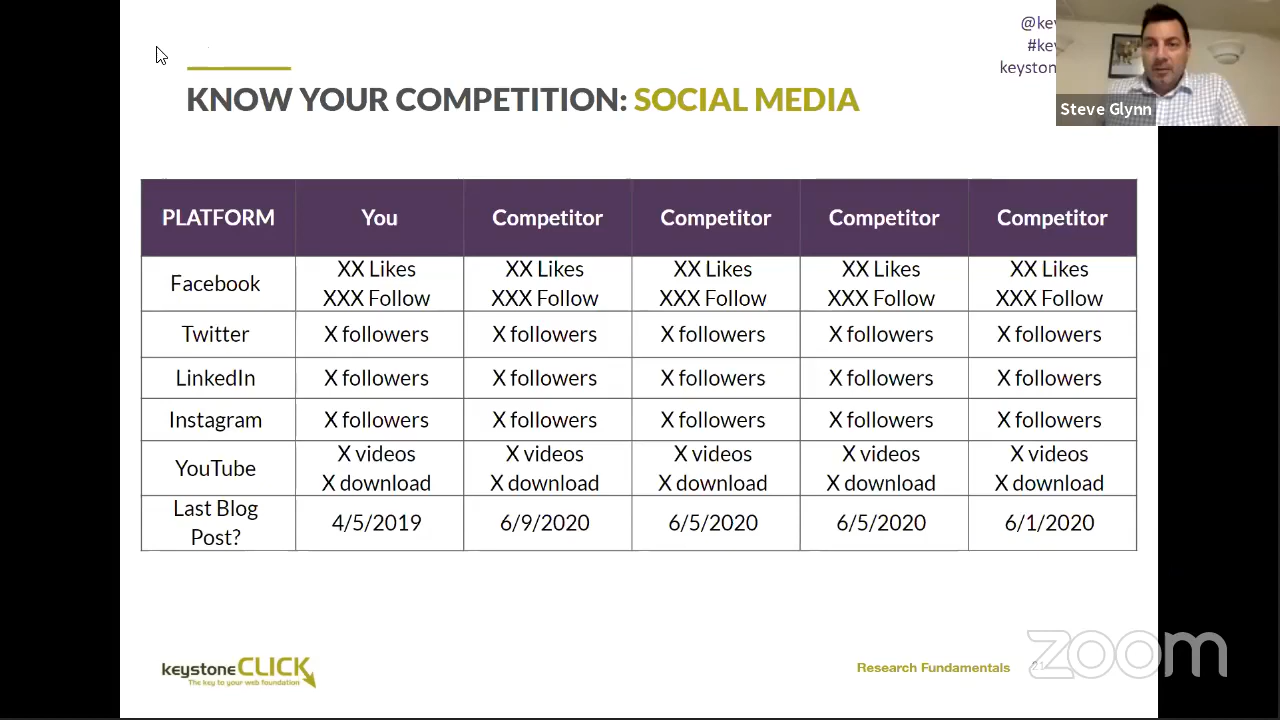 @key
#key
keyston
Steve Glynn
KNOW YOUR COMPETITION: SOCIAL MEDIA
PLATFORM You Competitor Competitor Competitor Competitor
Facebook XX Likes XX Likes XX Likes XX Likes XX Likes
XXX Follow XXX Follow XXX Follow XXX Follow XXX Follow
Twitter X followers X followers X followers X followers X followers
LinkedIn X followers X followers X followers X followers X followers
Instagram X followers X followers X followers X followers X followers
YouTube X videos X videos X videos X videos X videos
X download X download X download X download X download
Last Blog
Post? 4/5/2019 6/9/2020 6/5/2020 6/5/2020 6/1/2020
keystoneCLICK
The key to your web foundation
Research Fundamentals 21
zoom